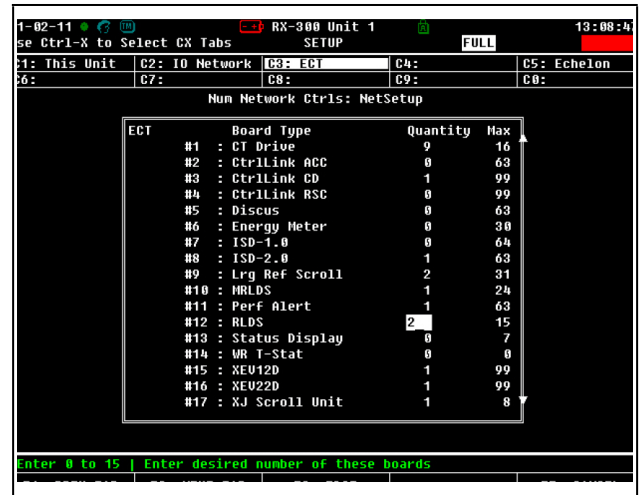 1-02-11 RX-300 Unit 1 13:08:4
se Ctrl-X to Select CX Tabs SETUP FULL
C1: This Unit C2: IO Network C3: ECT C4: C5: Echelon
C6: C7: C8: C9: C0:
Num Network Ctrls: NetSetup
ECT Board Type Quantity Max
#1 : CT Drive 9 16
#2 : CtrlLink ACC 0 63
#3 : CtrlLink CD 1 99
#4 : CtrlLink RSC 0 99
#5 : Discus 0 63
#6 : Energy Meter 0 30
#7 : ISD-1.0 0 64
#8 : ISD-2.0 1 63
#9 : Lrg Ref Scroll 2 31
#10 : MRLDS 1 24
#11 : Perf Alert 1 63
#12 : RLDS 2_ 15
#13 : Status Display 0 7
#14 : WR T-Stat 0 0
#15 : XEV12D 1 99
#16 : XEV22D 1 99
#17 : XJ Scroll Unit 1 8
Enter 0 to 15 | Enter desired number of these boards